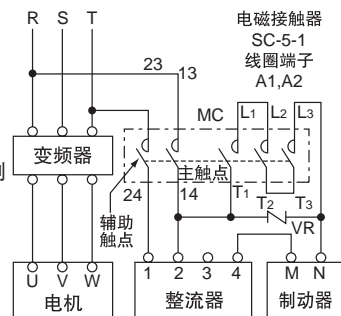 R S T
电磁接触器
SC-5-1
线圈端子
A1,A2
23
13
MC
L1
L2
L3
变频器
主触点
24
14
T1
T2
T3
VR
辅助
触点
U V W
1 2 3 4
M N
电机
整流器
制动器